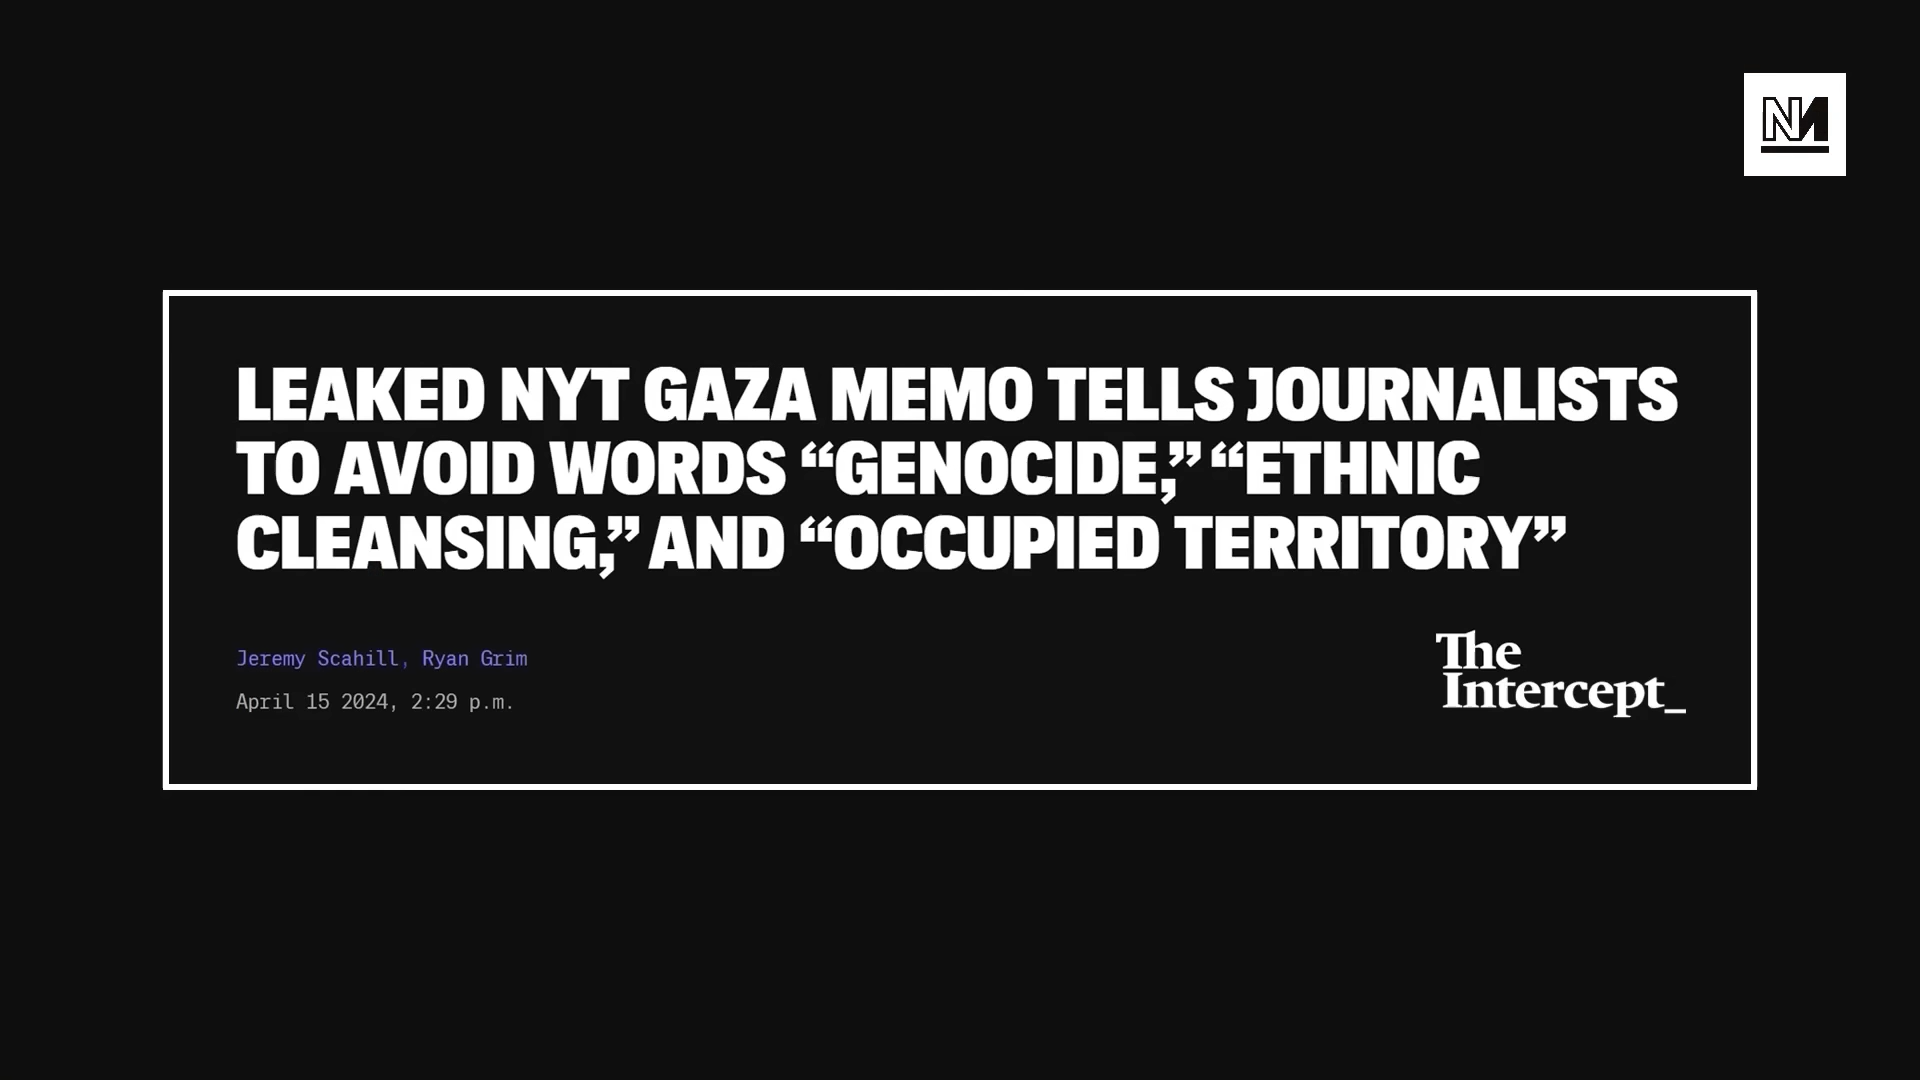 NM
LEAKED NYT GAZA MEMO TELLS JOURNALISTS
TO AVOID WORDS “GENOCIDE,” “ETHNIC
CLEANSING,” AND “OCCUPIED TERRITORY”
Jeremy Scahill, Ryan Grim
April 15 2024, 2:29 p.m.
The
Intercept_